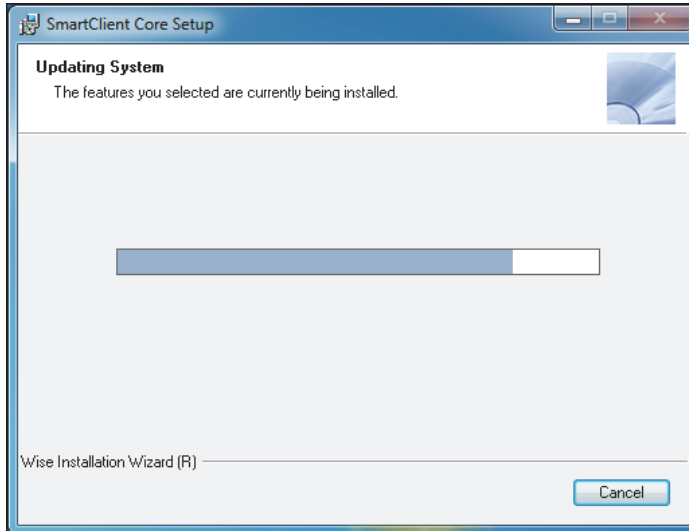 SmartClient Core Setup
Updating System
The features you selected are currently being installed.
Wise Installation Wizard (R)
Cancel